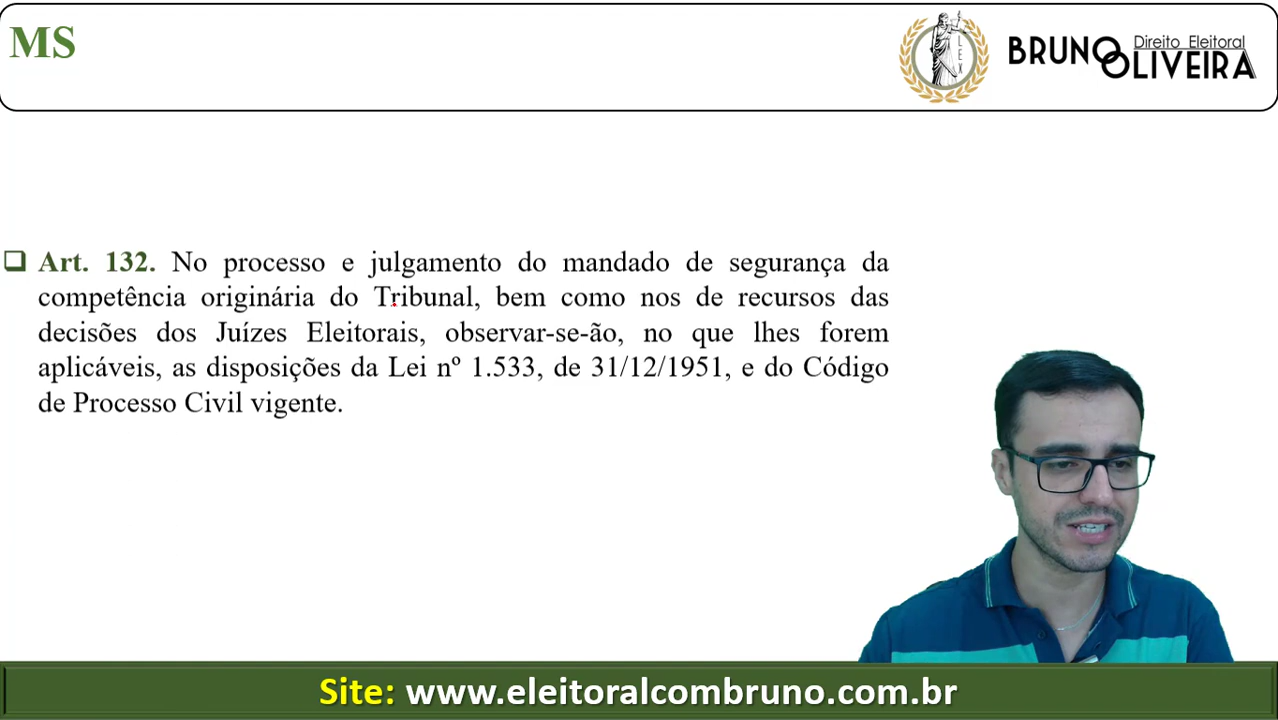 MS
LEX
BRUNO Direito Eleitoral
OLIVEIRA
Art. 132. No processo e julgamento do mandado de segurança da
competência originária do Tribunal, bem como nos de recursos das
decisões dos Juízes Eleitorais, observar-se-ão, no que lhes forem
aplicáveis, as disposições da Lei nº 1.533, de 31/12/1951, e do Código
de Processo Civil vigente.
Site: www.eleitoralcombruno.com.br